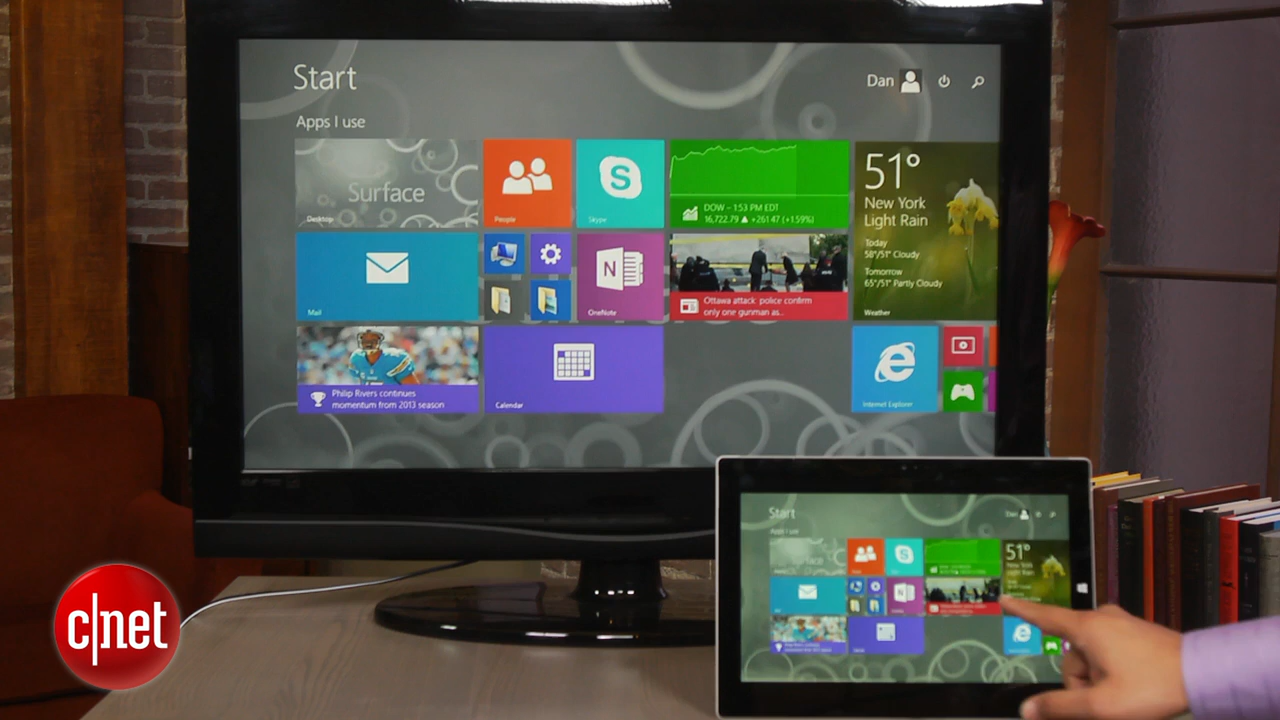 Start
Dan
Apps I use
Surface
Desktop
People
Skype
DOW – 1:53 PM EDT
16,722.79 ▲ +261.47 (+1.59%)
51°
New York
Light Rain
Today
58°/51° Cloudy
Tomorrow
65°/51° Partly Cloudy
Weather
Mail
N
OneNote
Ottawa attack: police confirm
only one gunman as..
Philip Rivers continues
momentum from 2013 season
Calendar
Internet Explorer
Start
Dan
Apps I use
Surface
51°
c|net